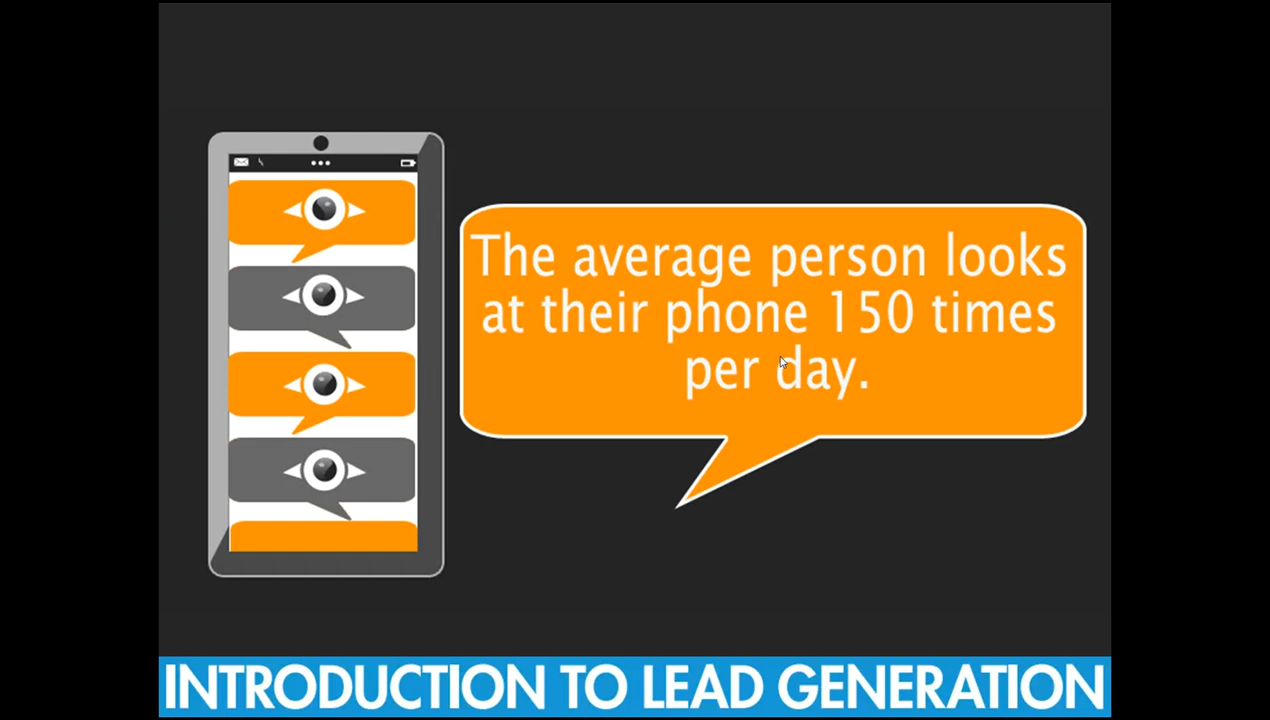 The average person looks
at their phone 150 times
per day.
INTRODUCTION TO LEAD GENERATION